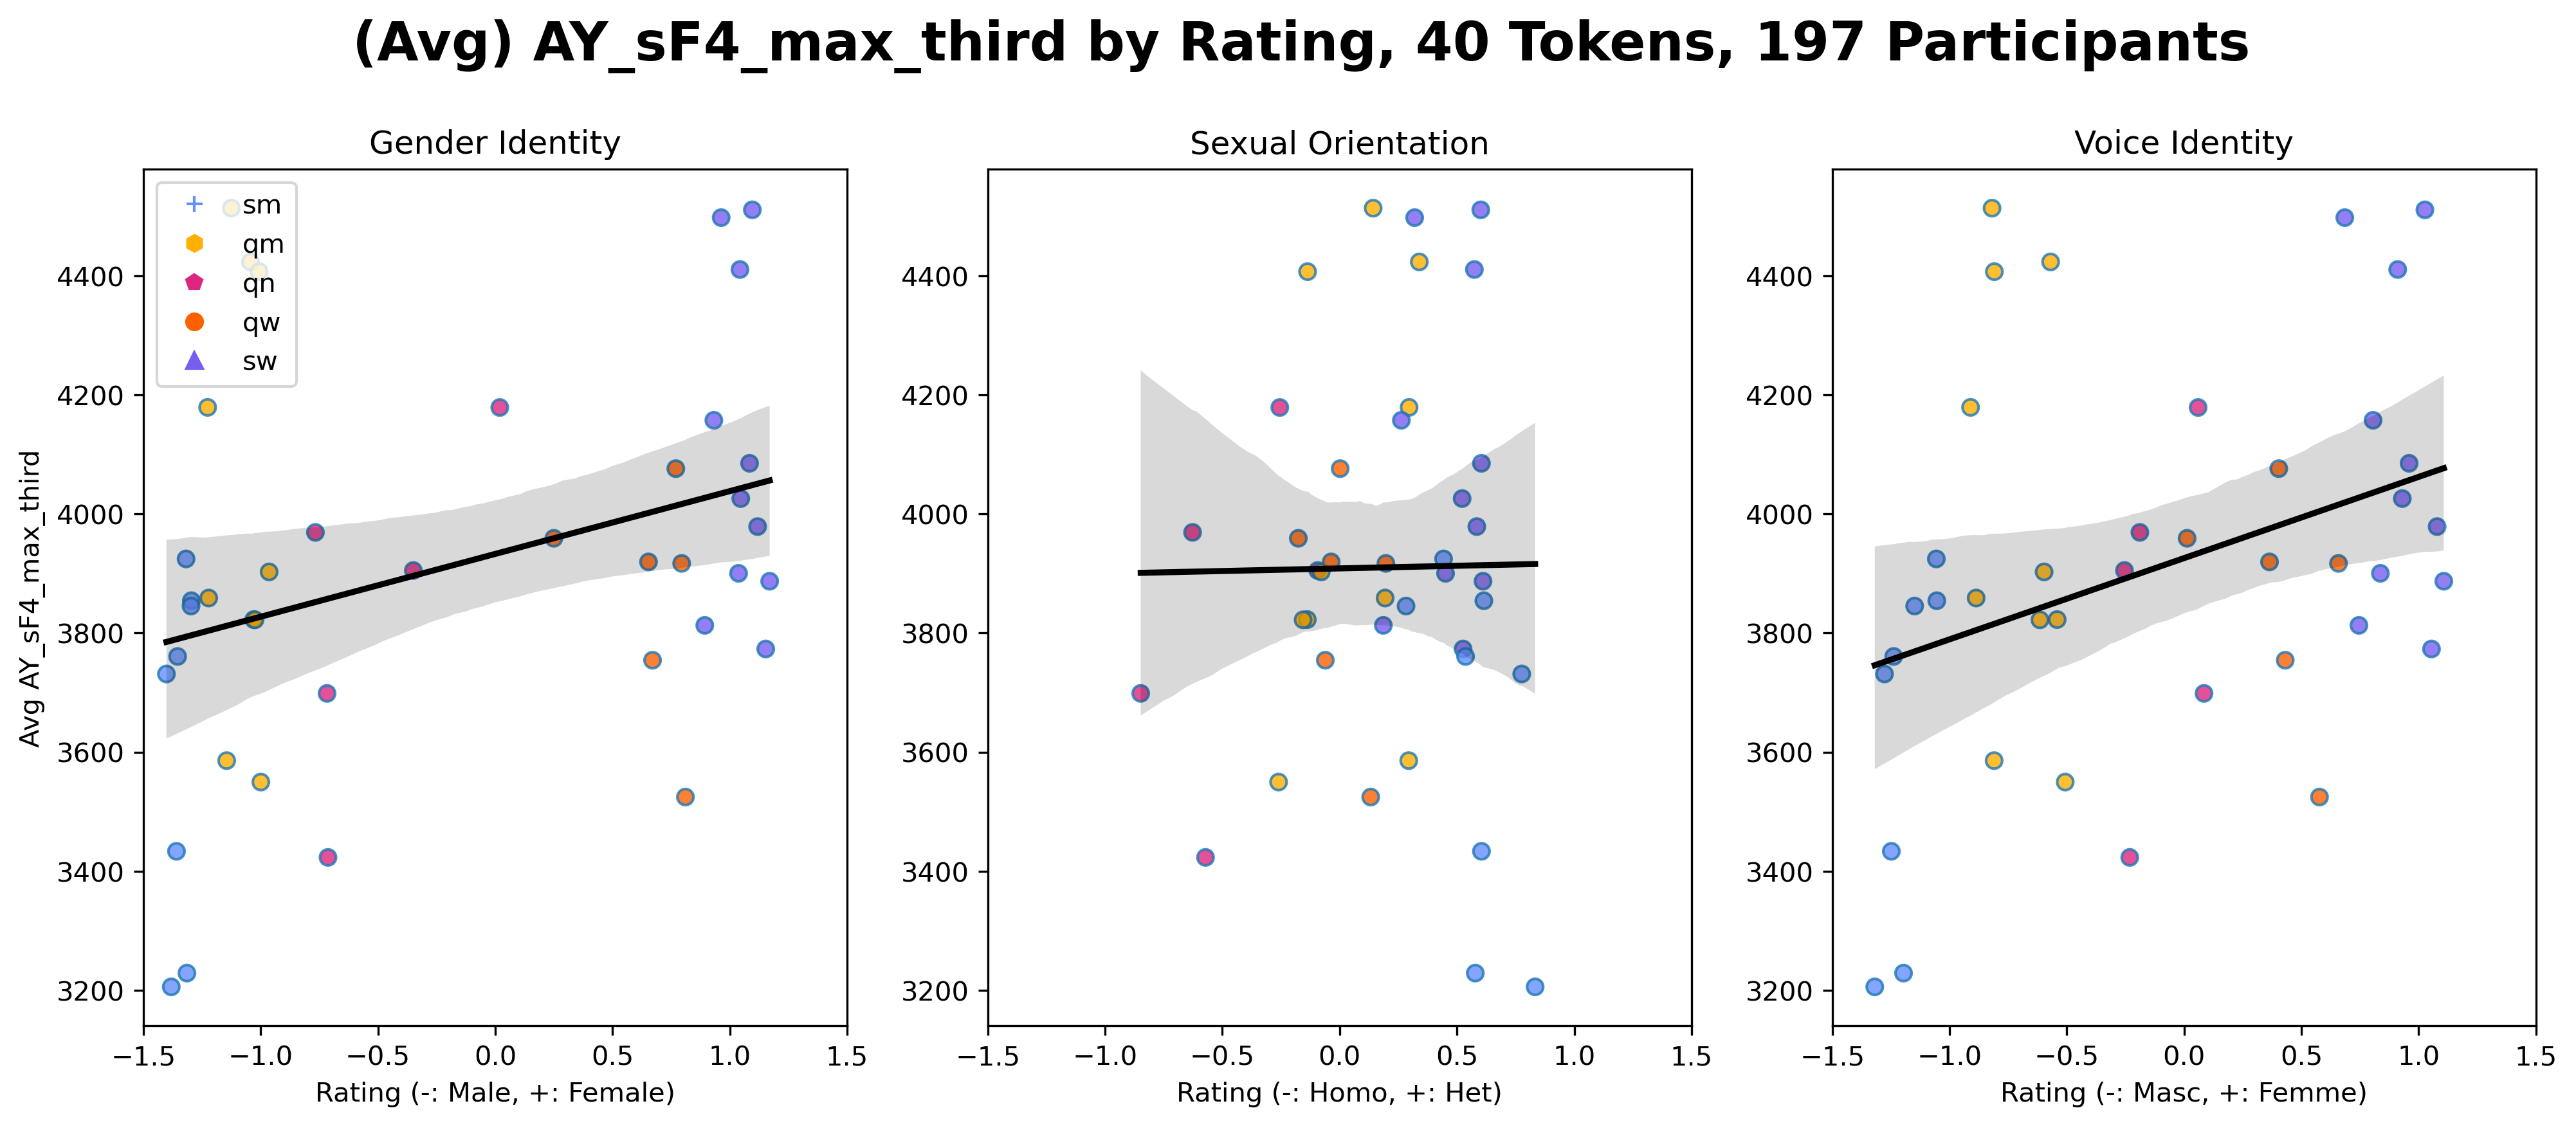 (Avg) AY_sF4_max_third by Rating, 40 Tokens, 197 Participants
Gender Identity
sm
qm
qn
qw
sw
Avg AY_sF4_max_third
4400
4200
4000
3800
3600
3400
3200
−1.5 −1.0 −0.5 0.0 0.5 1.0 1.5
Rating (-: Male, +: Female)
Sexual Orientation
4400
4200
4000
3800
3600
3400
3200
−1.5 −1.0 −0.5 0.0 0.5 1.0 1.5
Rating (-: Homo, +: Het)
Voice Identity
4400
4200
4000
3800
3600
3400
3200
−1.5 −1.0 −0.5 0.0 0.5 1.0 1.5
Rating (-: Masc, +: Femme)